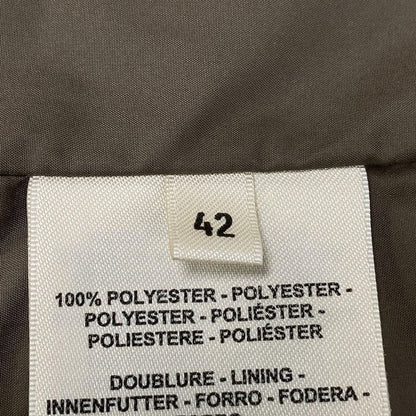 42
100% POLYESTER - POLYESTER -
POLYESTER - POLIÉSTER -
POLIESTERE - POLIÉSTER
DOUBLURE - LINING -
INNENFUTTER - FORRO - FODERA -